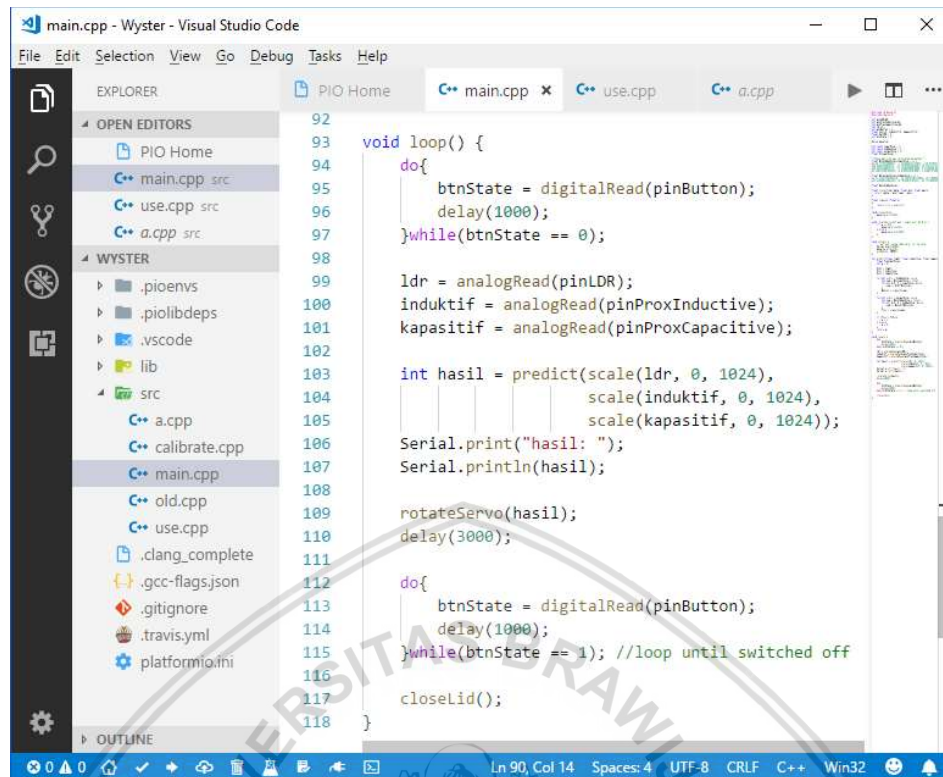 main.cpp - Wyster - Visual Studio Code
File Edit Selection View Go Debug Tasks Help
EXPLORER
OPEN EDITORS
PIO Home
C++ main.cpp src
C++ use.cpp src
C++ a.cpp src
WYSTER
.pioenvs
.piolibdeps
.vscode
lib
src
C++ a.cpp
C++ calibrate.cpp
C++ main.cpp
C++ old.cpp
C++ use.cpp
.clang_complete
{..} .gcc-flags.json
.gitignore
.travis.yml
platformio.ini
OUTLINE
PIO Home C++ main.cpp × C++ use.cpp C++ a.cpp ...
92
93 void loop() {
94 do{
95 btnState = digitalRead(pinButton);
96 delay(1000);
97 }while(btnState == 0);
98
99 ldr = analogRead(pinLDR);
100 induktif = analogRead(pinProxInductive);
101 kapasitif = analogRead(pinProxCapacitive);
102
103 int hasil = predict(scale(ldr, 0, 1024),
104 scale(induktif, 0, 1024),
105 scale(kapasitif, 0, 1024));
106 Serial.print("hasil: ");
107 Serial.println(hasil);
108
109 rotateServo(hasil);
110 delay(3000);
111
112 do{
113 btnState = digitalRead(pinButton);
114 delay(1000);
115 }while(btnState == 1); //loop until switched off
116
117 closeLid();
118 }
0 0 Ln 90, Col 14 Spaces: 4 UTF-8 CRLF C++ Win32
ERSITAS BRAW